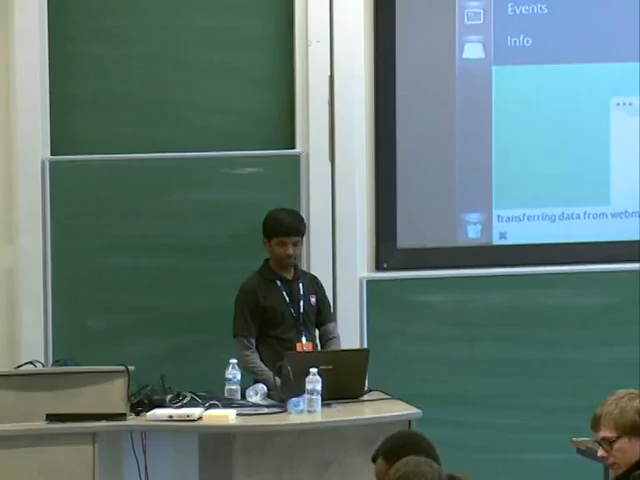 Events
Info
Transferring data from webm